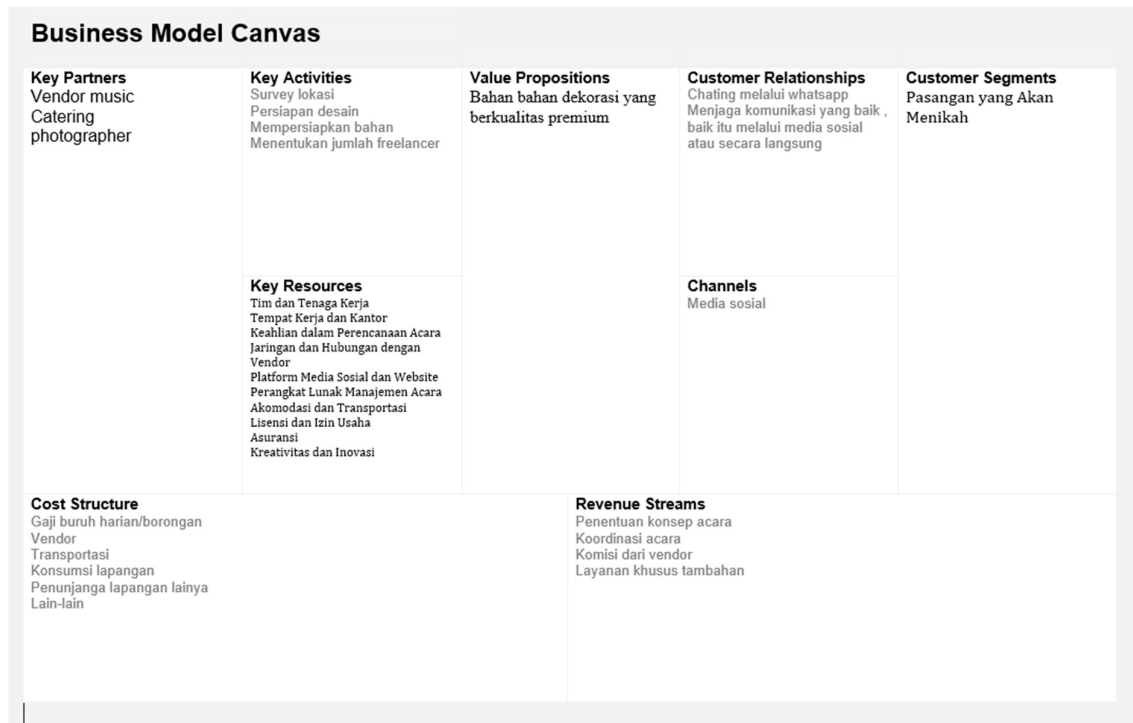 Business Model Canvas
Key Partners
Vendor music
Catering
photographer
Key Activities
Survey lokasi
Persiapan desain
Mempersiapkan bahan
Menentukan jumlah freelancer
Key Resources
Tim dan Tenaga Kerja
Tempat Kerja dan Kantor
Keahlian dalam Perencanaan Acara
Jaringan dan Hubungan dengan
Vendor
Platform Media Sosial dan Website
Perangkat Lunak Manajemen Acara
Akomodasi dan Transportasi
Lisensi dan Izin Usaha
Asuransi
Kreativitas dan Inovasi
Value Propositions
Bahan bahan dekorasi yang
berkualitas premium
Customer Relationships
Chating melalui whatsapp
Menjaga komunikasi yang baik ,
baik itu melalui media sosial
atau secara langsung
Channels
Media sosial
Customer Segments
Pasangan yang Akan
Menikah
Cost Structure
Gaji buruh harian/borongan
Vendor
Transportasi
Konsumsi lapangan
Penunjanga lapangan lainya
Lain-lain
Revenue Streams
Penentuan konsep acara
Koordinasi acara
Komisi dari vendor
Layanan khusus tambahan